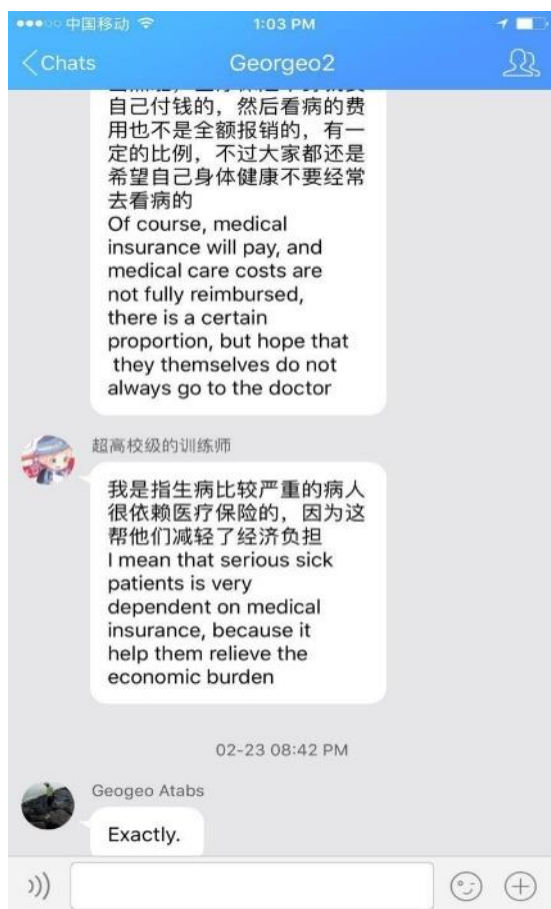 中国移动
1:03 PM
Chats
Georgeo2
自己付钱的，然后看病的费
用也不是全额报销的，有一
定的比例，不过大家都还是
希望自己身体健康不要经常
去看病的
Of course, medical
insurance will pay, and
medical care costs are
not fully reimbursed,
there is a certain
proportion, but hope that
they themselves do not
always go to the doctor
超高校级的训练师
我是指生病比较严重的病人
很依赖医疗保险的，因为这
帮他们减轻了经济负担
I mean that serious sick
patients is very
dependent on medical
insurance, because it
help them relieve the
economic burden
02-23 08:42 PM
Geogeo Atabs
Exactly.